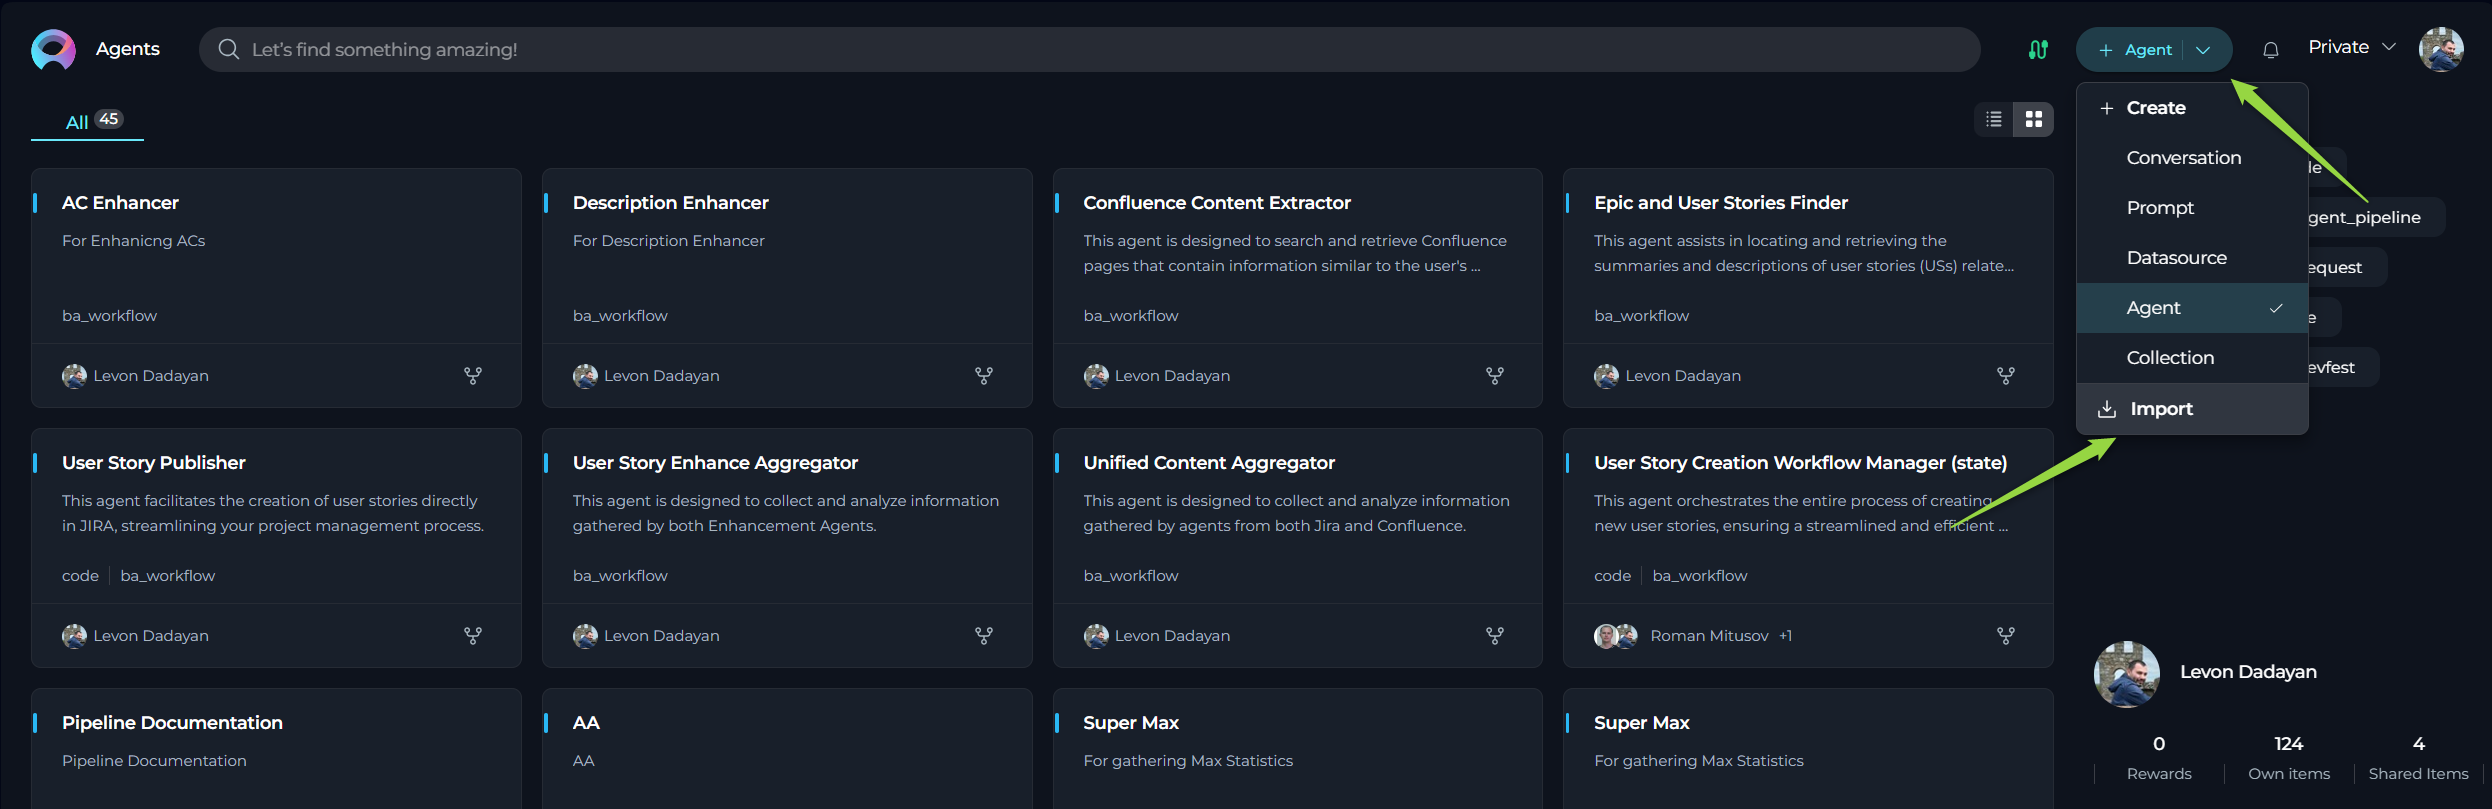 Agents
Let's find something amazing!
+ Agent
Private
All 45
+ Create
Conversation
Prompt
Datasource
Agent
Collection
Import
le
gent_pipeline
equest
e
evfest
AC Enhancer
For Enhanicng ACs
ba_workflow
Levon Dadayan
Description Enhancer
For Description Enhancer
ba_workflow
Levon Dadayan
Confluence Content Extractor
This agent is designed to search and retrieve Confluence
pages that contain information similar to the user's ...
ba_workflow
Levon Dadayan
Epic and User Stories Finder
This agent assists in locating and retrieving the
summaries and descriptions of user stories (USs) relate...
ba_workflow
Levon Dadayan
User Story Publisher
This agent facilitates the creation of user stories directly
in JIRA, streamlining your project management process.
code | ba_workflow
Levon Dadayan
User Story Enhance Aggregator
This agent is designed to collect and analyze information
gathered by both Enhancement Agents.
ba_workflow
Levon Dadayan
Unified Content Aggregator
This agent is designed to collect and analyze information
gathered by agents from both Jira and Confluence.
ba_workflow
Levon Dadayan
User Story Creation Workflow Manager (state)
This agent orchestrates the entire process of creating
new user stories, ensuring a streamlined and efficient ...
code | ba_workflow
Roman Mitusov +1
Pipeline Documentation
Pipeline Documentation
AA
AA
Super Max
For gathering Max Statistics
Super Max
For gathering Max Statistics
Levon Dadayan
0
Rewards
124
Own items
4
Shared Items